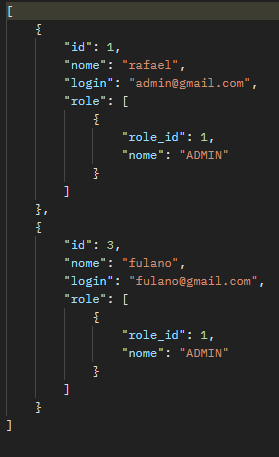 [
    {
        "id": 1,
        "nome": "rafael",
        "login": "admin@gmail.com",
        "role": [
            {
                "role_id": 1,
                "nome": "ADMIN"
            }
        ]
    },
    {
        "id": 3,
        "nome": "fulano",
        "login": "fulano@gmail.com",
        "role": [
            {
                "role_id": 1,
                "nome": "ADMIN"
            }
        ]
    }
]